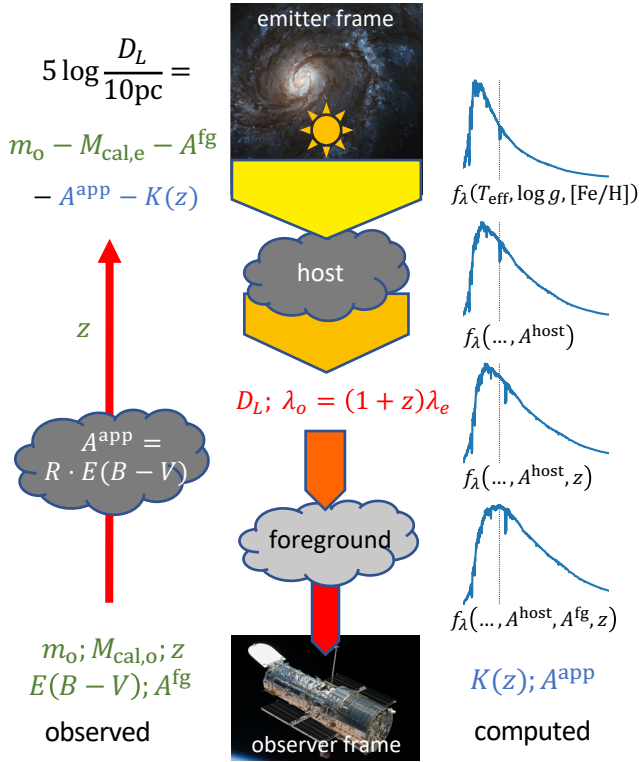 emitter frame
5 log D_L/10pc =
m_o − M_cal,e − A^fg
− A^app − K(z)
f_λ(T_eff, log g, [Fe/H])
host
f_λ(…, A^host)
z
D_L; λ_o = (1 + z)λ_e
A^app =
R · E(B − V)
f_λ(…, A^host, z)
foreground
f_λ(…, A^host, A^fg, z)
m_o; M_cal,o; z
E(B − V); A^fg
K(z); A^app
observed
observer frame
computed